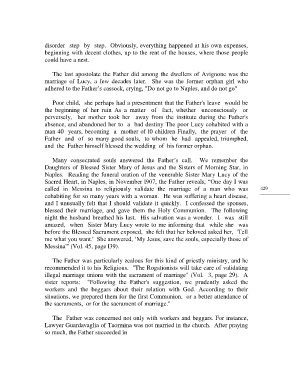 disorder step by step. Obviously, everything happened at his own expenses,
beginning with decent clothes, up to the rent of the houses, where those people
could have a nest.
The last apostolate the Father did among the dwellers of Avignone was the
marriage of Lucy, a few decades later. She was the former orphan girl who
adhered to the Father's cassock, crying, "Do not go to Naples, and do not go"
Poor child, she perhaps had a presentment that the Father's leave would be
the beginning of her ruin As a matter of fact, whether unconsciously or
perversely, her mother took her away from the institute during the Father's
absence, and abandoned her to a bad destiny The poor Lucy cohabited with a
man 40 years, becoming a mother of l0 children Finally, the prayer of the
Father and of so many good souls, to whom he had appealed, triumphed,
and the Father himself blessed the wedding of his former orphan.
Many consecrated souls answered the Father's call. We remember the
Daughters of Blessed Sister Mary of Jesus and the Sisters of Morning Star, in
Naples. Reading the funeral oration of the venerable Sister Mary Lucy of the
Sacred Heart, in Naples, in November 1907, the Father reveals, "One day I was
called in Messina to religiously validate the marriage of a man who was
cohabiting for so many years with a woman. He was suffering a heart disease,
and I unusually felt that I should validate it quickly. I confessed the sponses,
blessed their marriage, and gave them the Holy Communion. The following
night the husband breathed his last. His salvation was a wonder. I was still
amazed, when Sister Mary Lucy wrote to me informing that while she was
before the Blessed Sacrament exposed, she felt that her beloved asked her, 'Tell
me what you want.' She answered, 'My Jesus, save the souls, especially those of
Messina'" (Vol. 45, page l39).
The Father was particularly zealous for this kind of priestly ministry, and he
recommended it to his Religious. "The Rogationists will take care of validating
illegal marriage unions with the sacrament of marriage" (Vol. 3, page 29). A
sister reports: "Following the Father's suggestion, we prudently asked the
workers and the beggars about their relation with God. According to their
situations, we prepared them for the first Communion, or a better attendance of
the sacraments, or for the sacrament of marriage."
The Father was concerned not only with workers and beggars. For instance,
Lawyer Guardavaglia of Taormina was not married in the church. After praying
so much, the Father succeeded in
429